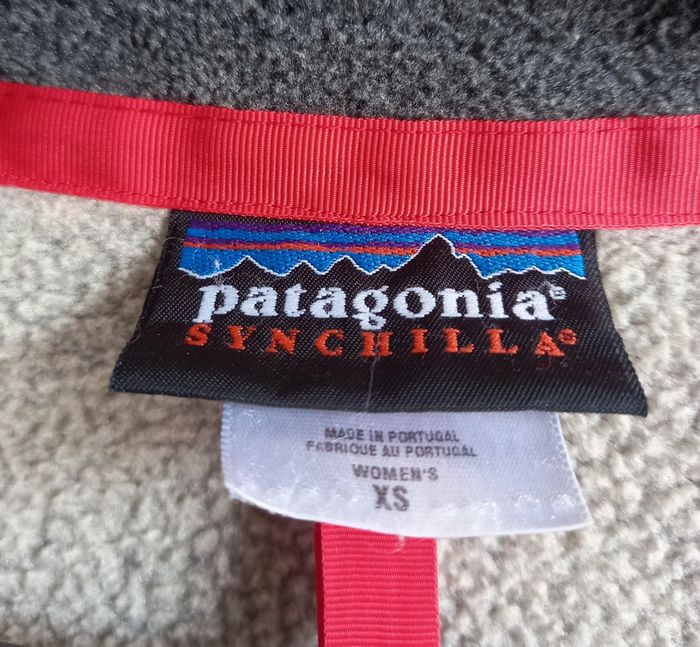 patagonia®
SYNCHILLA®
MADE IN PORTUGAL
FABRIQUE AU PORTUGAL
WOMEN'S
XS